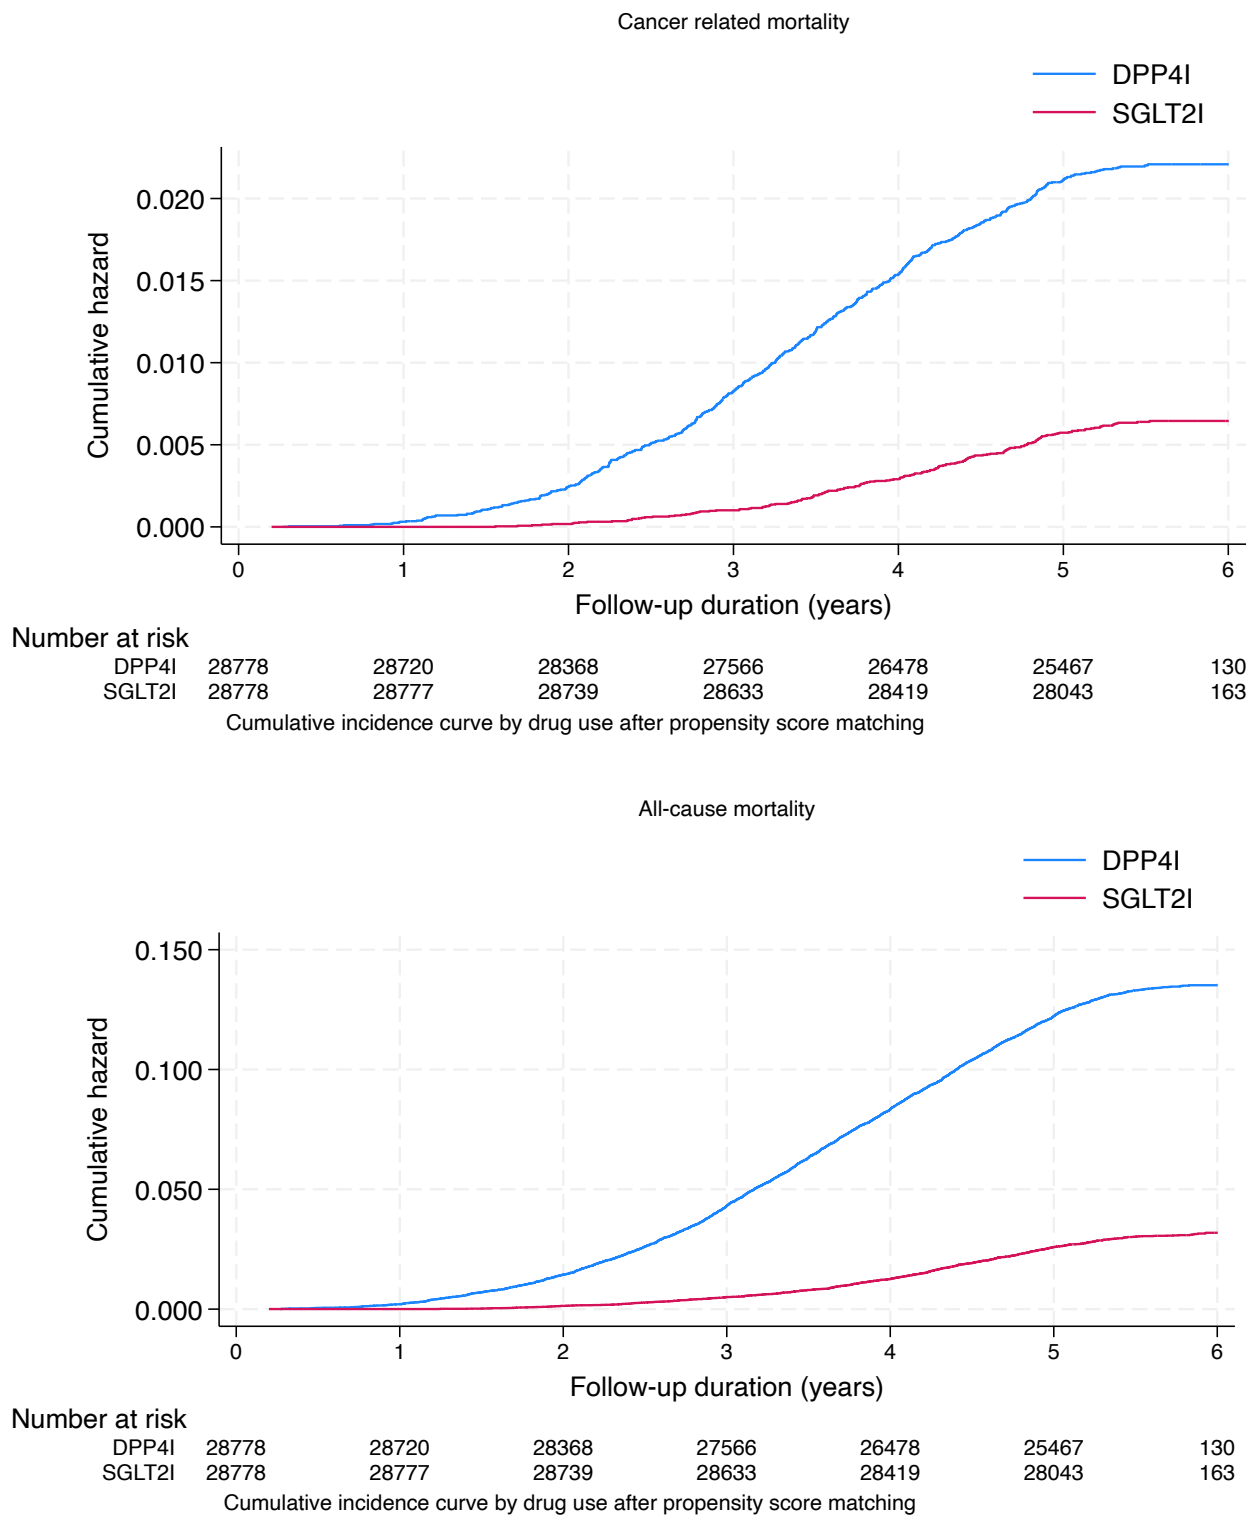 Cancer related mortality
DPP4I
SGLT2I
0.020
0.015
0.010
0.005
0.000
Cumulative hazard
0 1 2 3 4 5 6
Follow-up duration (years)
Number at risk
DPP4I 28778 28720 28368 27566 26478 25467 130
SGLT2I 28778 28777 28739 28633 28419 28043 163
Cumulative incidence curve by drug use after propensity score matching
All-cause mortality
DPP4I
SGLT2I
0.150
0.100
0.050
0.000
Cumulative hazard
0 1 2 3 4 5 6
Follow-up duration (years)
Number at risk
DPP4I 28778 28720 28368 27566 26478 25467 130
SGLT2I 28778 28777 28739 28633 28419 28043 163
Cumulative incidence curve by drug use after propensity score matching